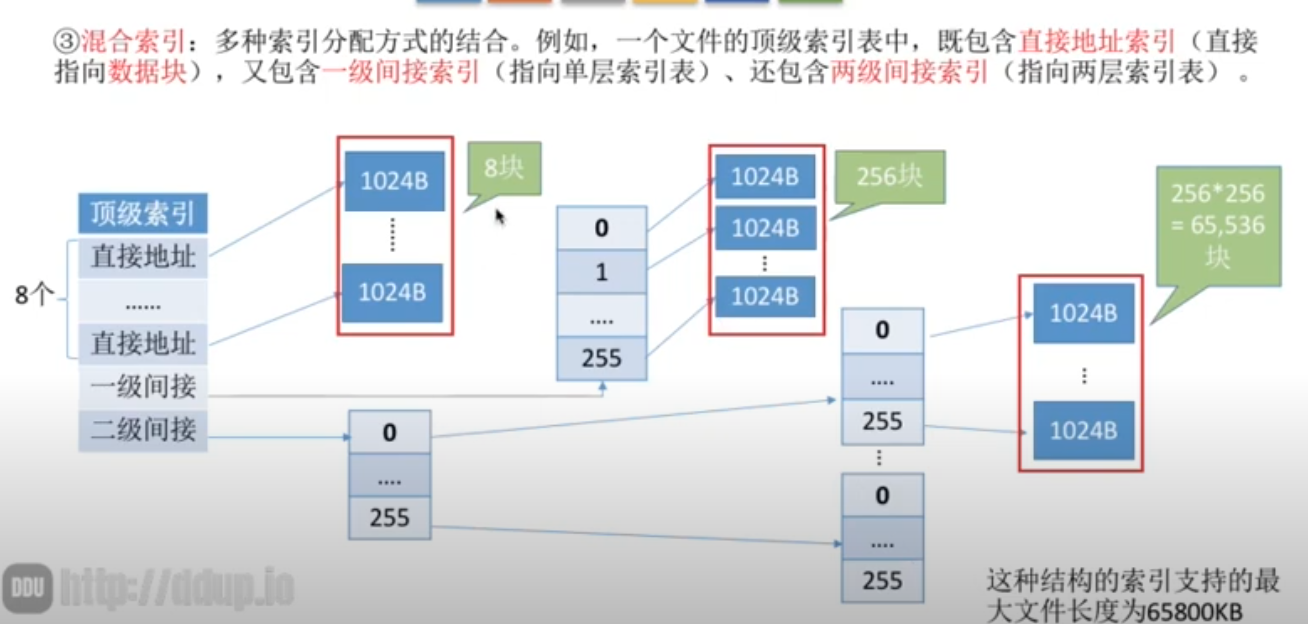 ③混合索引：多种索引分配方式的结合。例如，一个文件的顶级索引表中，既包含直接地址索引（直接
指向数据块），又包含一级间接索引（指向单层索引表）、还包含两级间接索引（指向两层索引表）。
顶级索引
直接地址
......
直接地址
一级间接
二级间接
8个
1024B
1024B
8块
0
1
....
255
1024B
1024B
1024B
256块
0
....
255
0
....
255
0
....
255
1024B
1024B
256*256
= 65,536
块
DDU http://ddup.io
这种结构的索引支持的最
大文件长度为65800KB